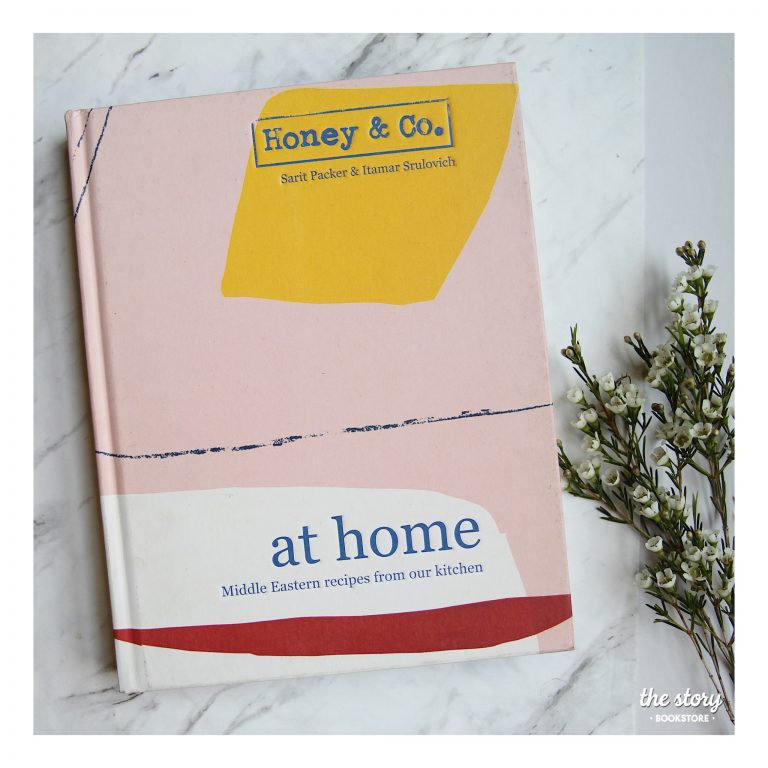 Honey & Co.
Sarit Packer & Itamar Srulovich
at home
Middle Eastern recipes from our kitchen
the story
• BOOKSTORE •